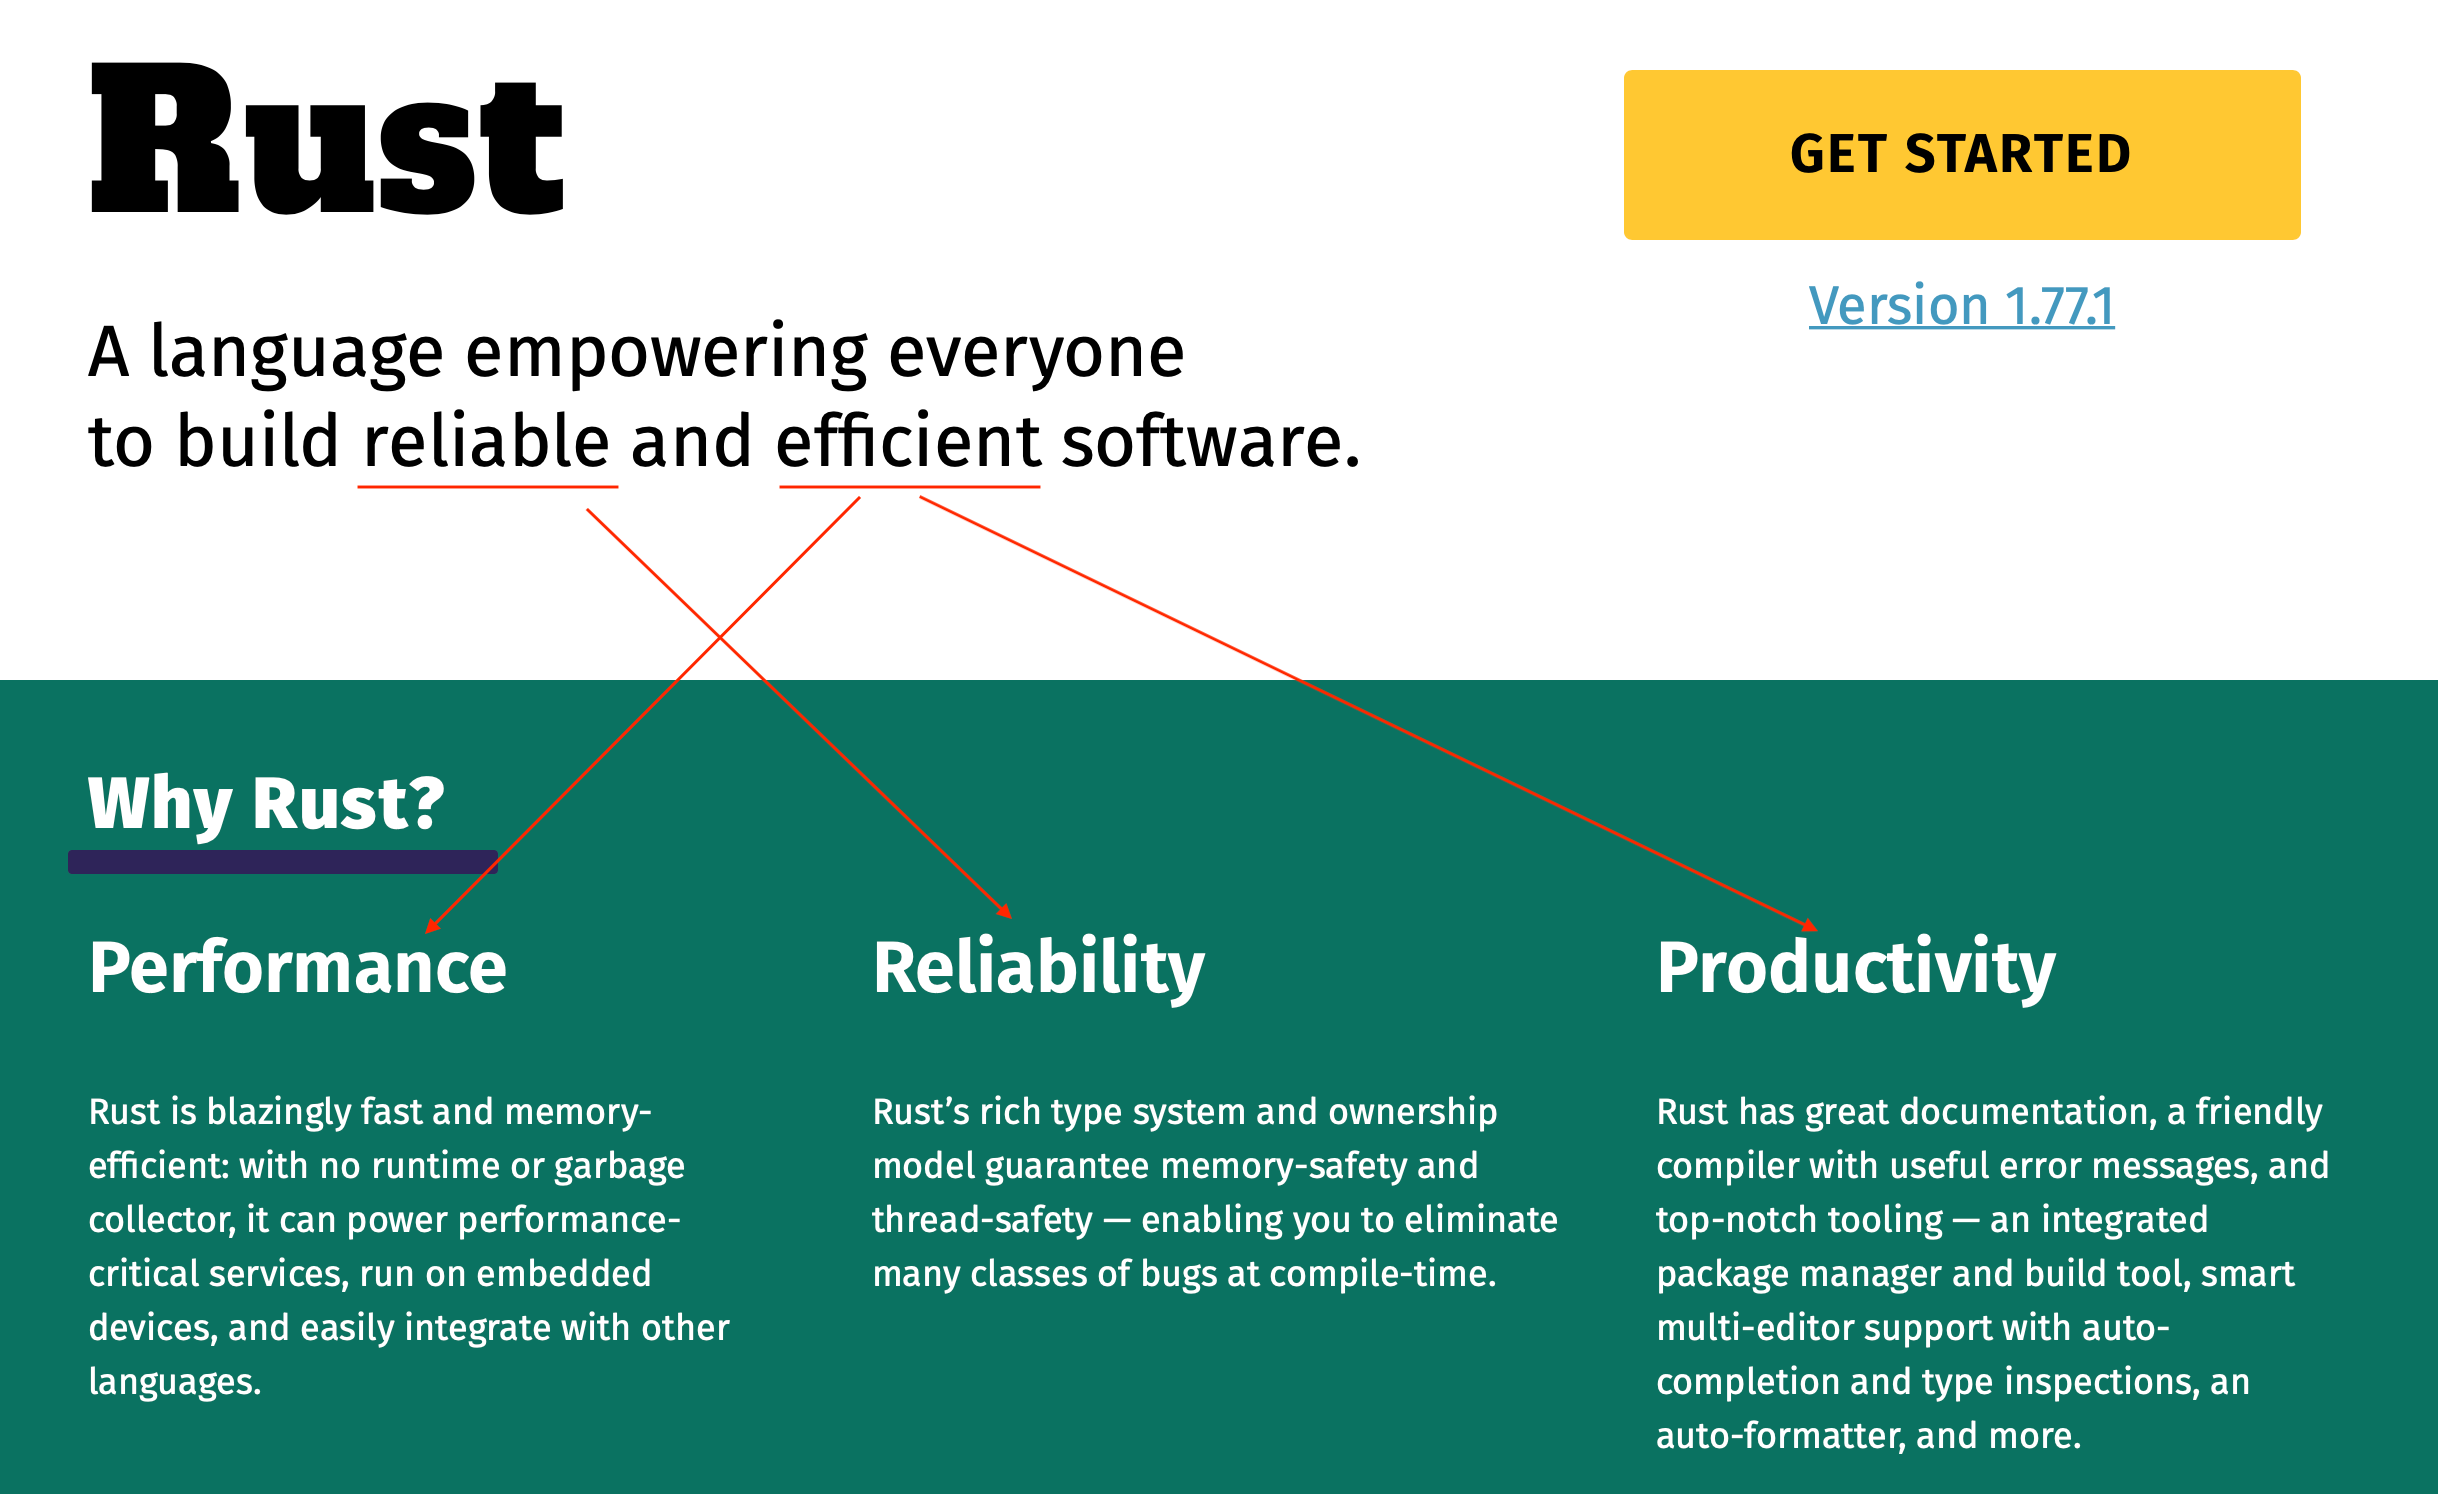 Rust
GET STARTED
Version 1.77.1
A language empowering everyone
to build reliable and efficient software.
Why Rust?
Performance
Rust is blazingly fast and memory-
efficient: with no runtime or garbage
collector, it can power performance-
critical services, run on embedded
devices, and easily integrate with other
languages.
Reliability
Rust’s rich type system and ownership
model guarantee memory-safety and
thread-safety — enabling you to eliminate
many classes of bugs at compile-time.
Productivity
Rust has great documentation, a friendly
compiler with useful error messages, and
top-notch tooling — an integrated
package manager and build tool, smart
multi-editor support with auto-
completion and type inspections, an
auto-formatter, and more.